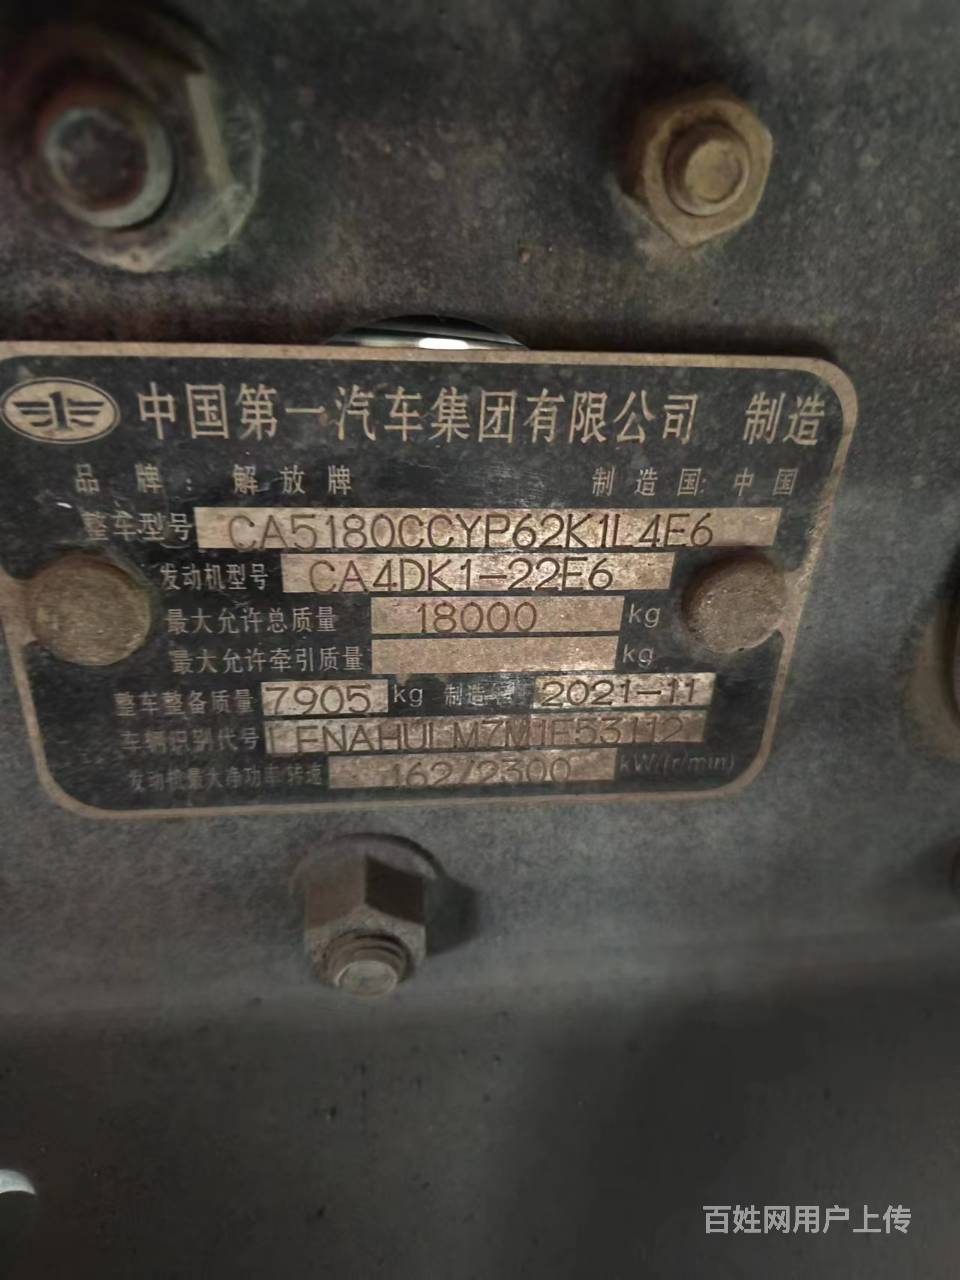 中国第一汽车集团有限公司 制造
品牌: 解放牌 制造国: 中国
整车型号 CA5180CCYP62K1L4E6
发动机型号 CA4DK1-22E6
最大允许总质量 18000 kg
最大允许牵引质量 kg
整车整备质量 7905 kg 制造 2021-11
车辆识别代号 LFNAHULM7M1F53112
发动机最大净功率/转速 162/2300 kW/(r/min)
百姓网用户上传